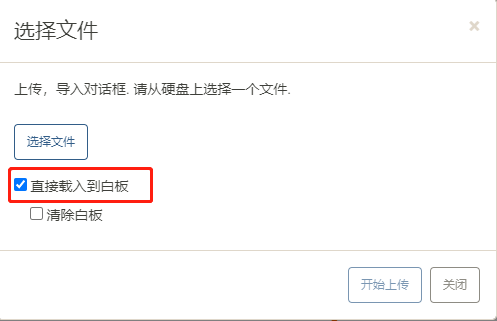 选择文件
×
上传，导入对话框. 请从硬盘上选择一个文件.
选择文件
直接载入到白板
清除白板
开始上传 关闭